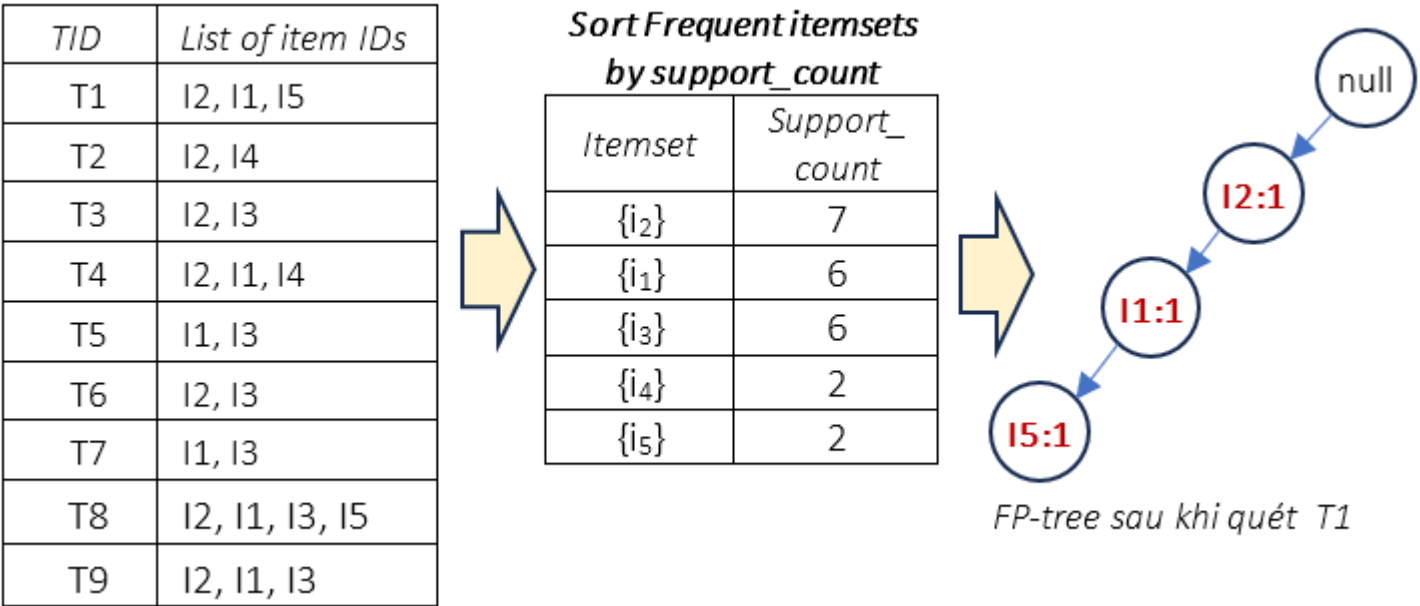 TID List of item IDs
T1 I2, I1, I5
T2 I2, I4
T3 I2, I3
T4 I2, I1, I4
T5 I1, I3
T6 I2, I3
T7 I1, I3
T8 I2, I1, I3, I5
T9 I2, I1, I3
Sort Frequent itemsets
by support_count
Itemset Support_
count
{i₂} 7
{i₁} 6
{i₃} 6
{i₄} 2
{i₅} 2
null
I2:1
I1:1
I5:1
FP-tree sau khi quét T1